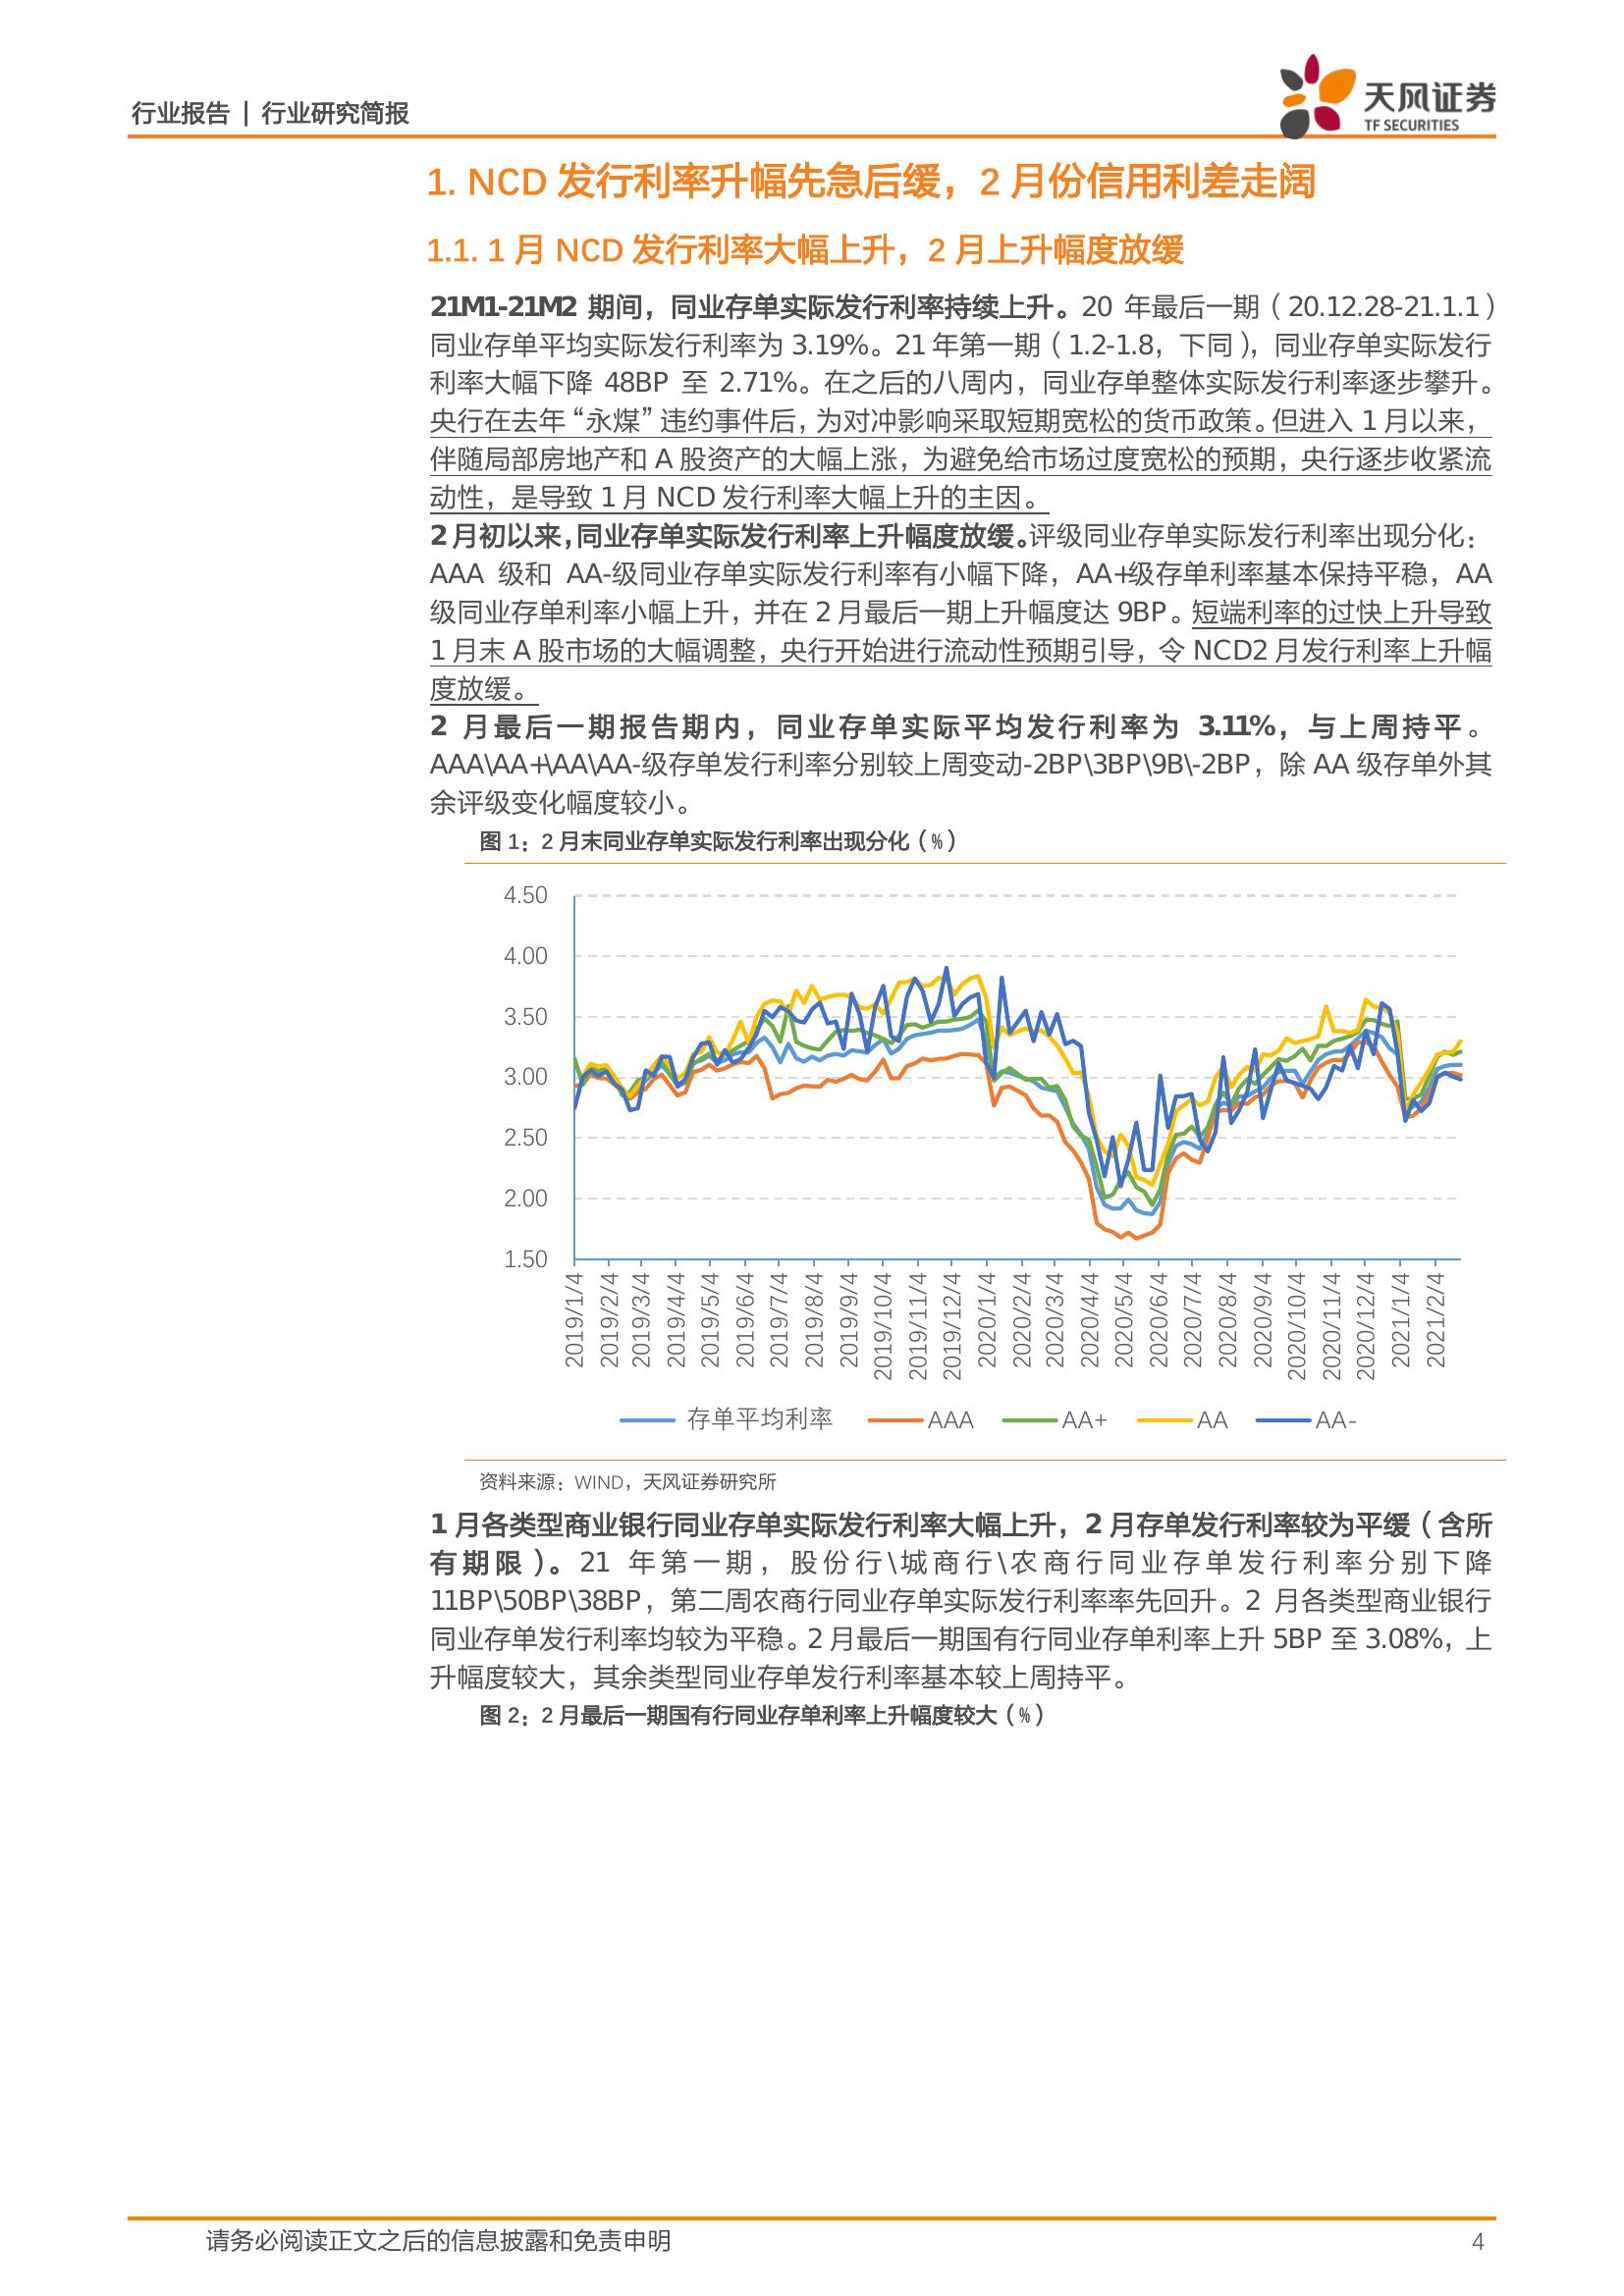 行业报告 | 行业研究简报
天风证券
TF SECURITIES
1. NCD 发行利率升幅先急后缓，2 月份信用利差走阔
1.1. 1 月 NCD 发行利率大幅上升，2 月上升幅度放缓
21M1-21M2 期间，同业存单实际发行利率持续上升。20 年最后一期（20.12.28-21.1.1）
同业存单平均实际发行利率为 3.19%。21 年第一期（1.2-1.8，下同），同业存单实际发行
利率大幅下降 48BP 至 2.71%。在之后的八周内，同业存单整体实际发行利率逐步攀升。
央行在去年“永煤”违约事件后，为对冲影响采取短期宽松的货币政策。但进入 1 月以来，
伴随局部房地产和 A 股资产的大幅上涨，为避免给市场过度宽松的预期，央行逐步收紧流
动性，是导致 1 月 NCD 发行利率大幅上升的主因。
2 月初以来，同业存单实际发行利率上升幅度放缓。评级同业存单实际发行利率出现分化：
AAA 级和 AA-级同业存单实际发行利率有小幅下降，AA+级存单利率基本保持平稳，AA
级同业存单利率小幅上升，并在 2 月最后一期上升幅度达 9BP。短端利率的过快上升导致
1 月末 A 股市场的大幅调整，央行开始进行流动性预期引导，令 NCD2 月发行利率上升幅
度放缓。
2 月最后一期报告期内，同业存单实际平均发行利率为 3.11%，与上周持平。
AAA\AA+\AA\AA-级存单发行利率分别较上周变动-2BP\3BP\9B\-2BP，除 AA 级存单外其
余评级变化幅度较小。
图 1：2 月末同业存单实际发行利率出现分化（%）
4.50
4.00
3.50
3.00
2.50
2.00
1.50
2019/1/4
2019/2/4
2019/3/4
2019/4/4
2019/5/4
2019/6/4
2019/7/4
2019/8/4
2019/9/4
2019/10/4
2019/11/4
2019/12/4
2020/1/4
2020/2/4
2020/3/4
2020/4/4
2020/5/4
2020/6/4
2020/7/4
2020/8/4
2020/9/4
2020/10/4
2020/11/4
2020/12/4
2021/1/4
2021/2/4
存单平均利率 AAA AA+ AA AA-
资料来源：WIND，天风证券研究所
1 月各类型商业银行同业存单实际发行利率大幅上升，2 月存单发行利率较为平缓（含所
有期限）。21 年第一期，股份行\城商行\农商行同业存单发行利率分别下降
11BP\50BP\38BP，第二周农商行同业存单实际发行利率率先回升。2 月各类型商业银行
同业存单发行利率均较为平稳。2 月最后一期国有行同业存单利率上升 5BP 至 3.08%，上
升幅度较大，其余类型同业存单发行利率基本较上周持平。
图 2：2 月最后一期国有行同业存单利率上升幅度较大（%）
请务必阅读正文之后的信息披露和免责申明
4